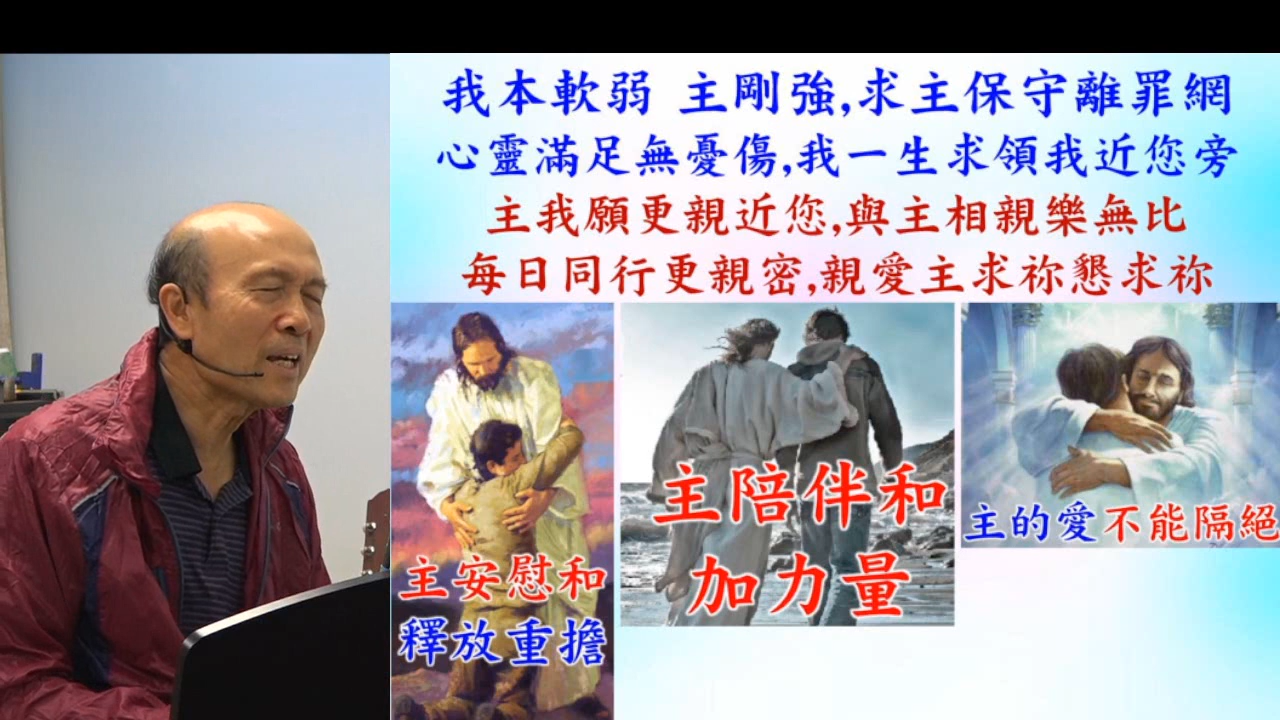 我本軟弱 主剛強,求主保守離罪網
心靈滿足無憂傷,我一生求領我近您旁
主我願更親近您,與主相親樂無比
每日同行更親密,親愛主求祢懇求祢
主安慰和
釋放重擔
主陪伴和
加力量
主的愛不能隔絕